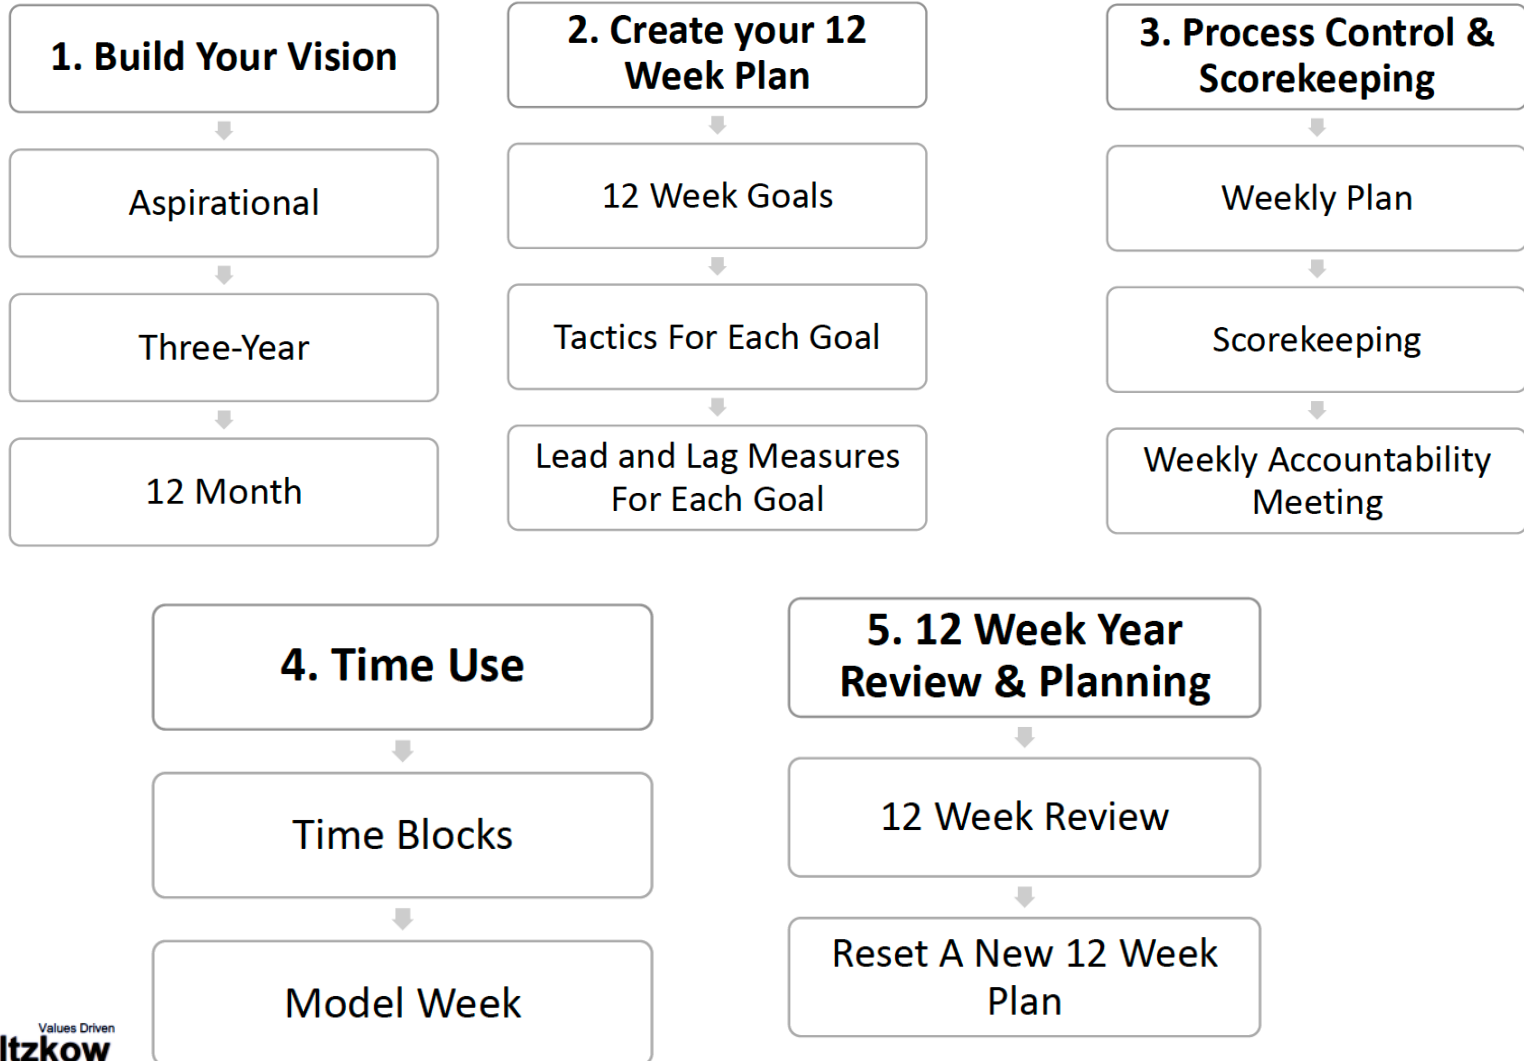 1. Build Your Vision
Aspirational
Three-Year
12 Month
2. Create your 12
Week Plan
12 Week Goals
Tactics For Each Goal
Lead and Lag Measures
For Each Goal
3. Process Control &
Scorekeeping
Weekly Plan
Scorekeeping
Weekly Accountability
Meeting
4. Time Use
Time Blocks
Model Week
5. 12 Week Year
Review & Planning
12 Week Review
Reset A New 12 Week
Plan
Values Driven